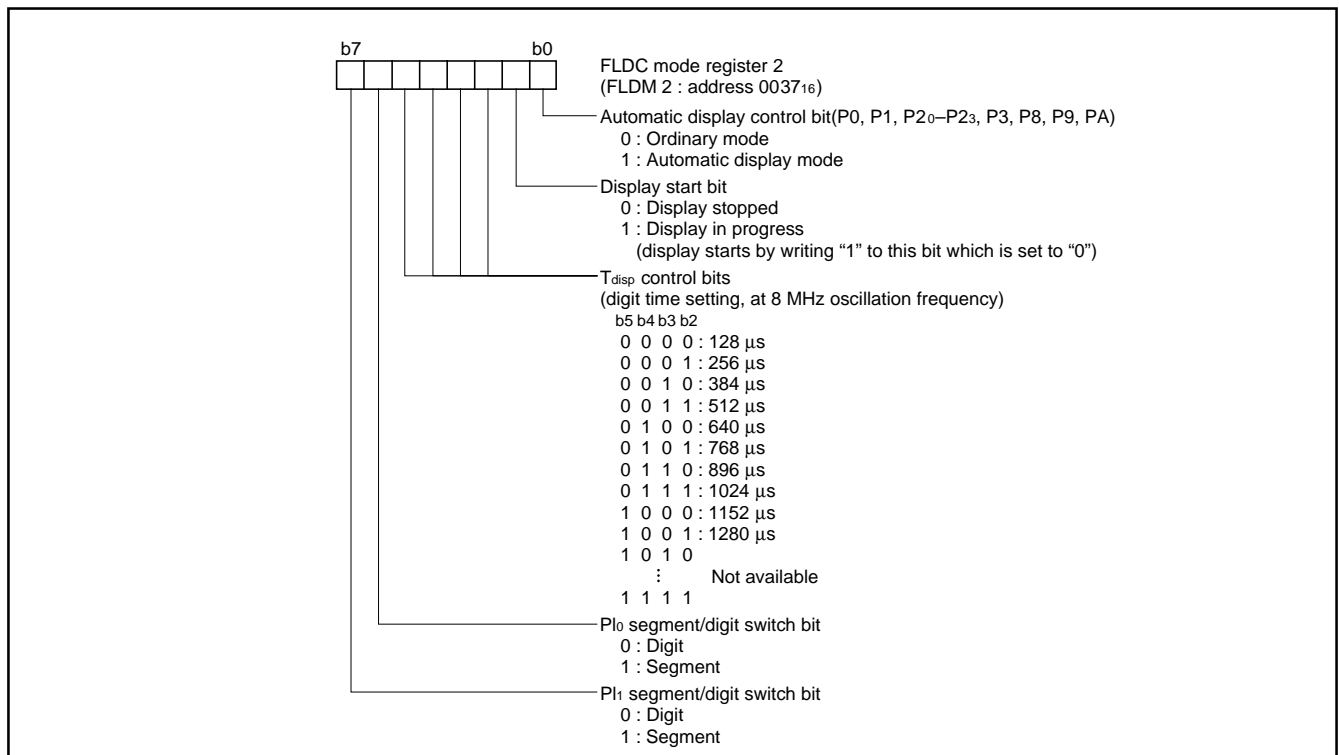 b7 b0
FLDC mode register 2
(FLDM 2 : address 003716)
Automatic display control bit(P0, P1, P20–P23, P3, P8, P9, PA)
0 : Ordinary mode
1 : Automatic display mode
Display start bit
0 : Display stopped
1 : Display in progress
(display starts by writing “1” to this bit which is set to “0”)
Tdisp control bits
(digit time setting, at 8 MHz oscillation frequency)
b5 b4 b3 b2
0 0 0 0 : 128 µs
0 0 0 1 : 256 µs
0 0 1 0 : 384 µs
0 0 1 1 : 512 µs
0 1 0 0 : 640 µs
0 1 0 1 : 768 µs
0 1 1 0 : 896 µs
0 1 1 1 : 1024 µs
1 0 0 0 : 1152 µs
1 0 0 1 : 1280 µs
1 0 1 0
⋮ Not available
1 1 1 1
Pl0 segment/digit switch bit
0 : Digit
1 : Segment
Pl1 segment/digit switch bit
0 : Digit
1 : Segment